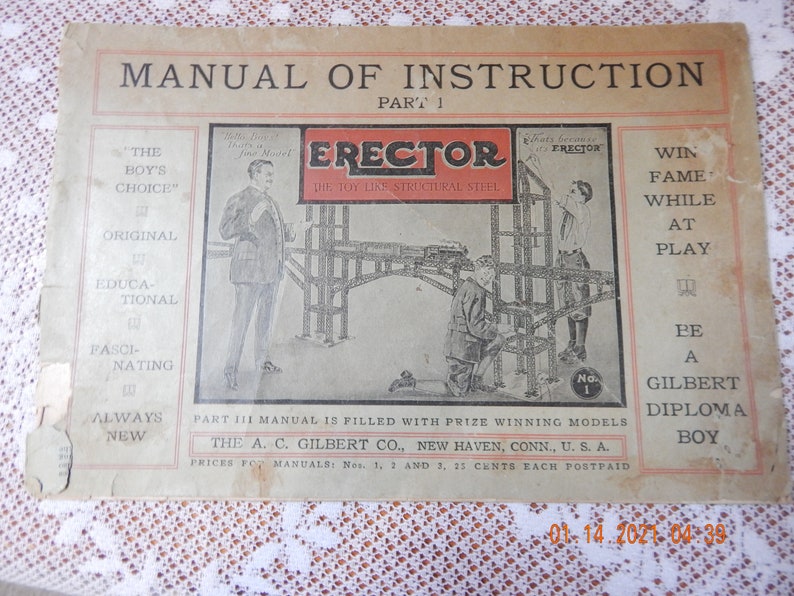 MANUAL OF INSTRUCTION
PART 1
"THE
BOY'S
CHOICE"
ORIGINAL
EDUCA-
TIONAL
FASCI-
NATING
ALWAYS
NEW
"Hello Boys!
That's a
fine Model"
ERECTOR
THE TOY LIKE STRUCTURAL STEEL
"That's because
it's ERECTOR"
No.
1
WIN
FAME
WHILE
AT
PLAY
BE
A
GILBERT
DIPLOMA
BOY
PART III MANUAL IS FILLED WITH PRIZE WINNING MODELS
THE A. C. GILBERT CO., NEW HAVEN, CONN., U. S. A.
PRICES FOR MANUALS: Nos. 1, 2 AND 3, 25 CENTS EACH POSTPAID
01 14 2021 04 39